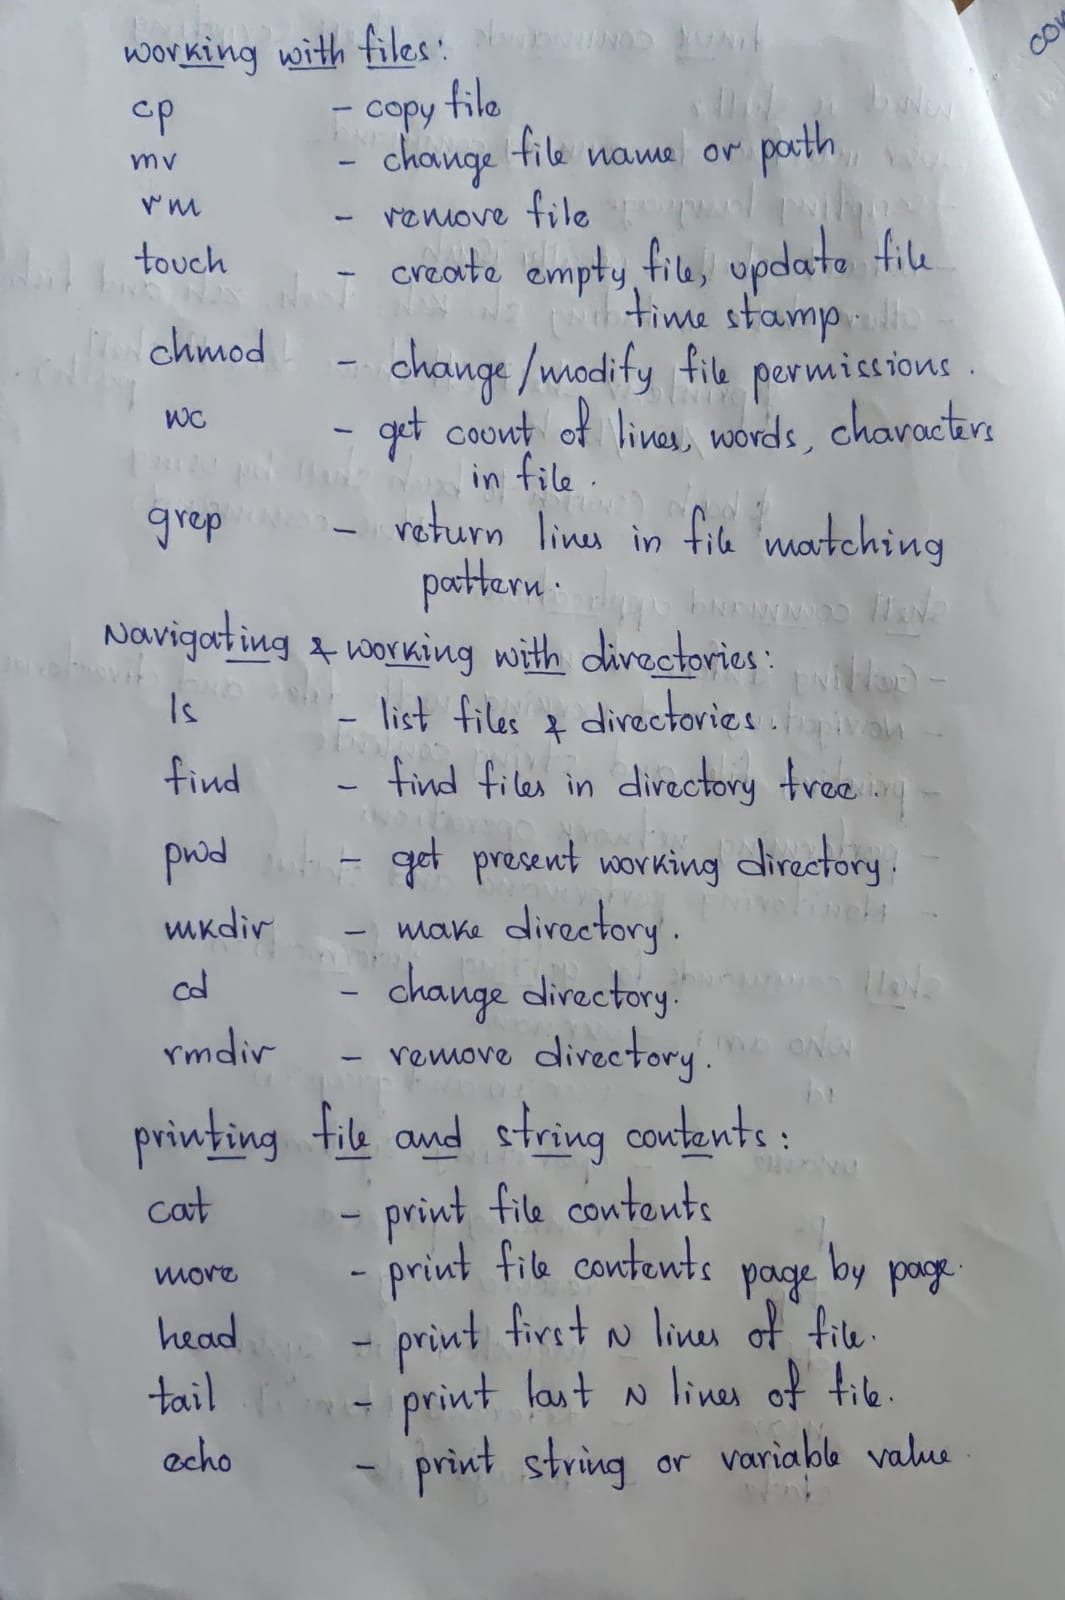 working with files:
cp - copy file
mv - change file name or path
rm - remove file
touch - create empty file, update file
time stamp.
chmod - change/modify file permissions.
wc - get count of lines, words, characters
in file.
grep - return lines in file matching
pattern.
Navigating & working with directories:
ls - list files & directories.
find - find files in directory tree.
pwd - get present working directory.
mkdir - make directory.
cd - change directory.
rmdir - remove directory.
printing file and string contents:
cat - print file contents
more - print file contents page by page.
head - print first N lines of file.
tail - print last N lines of file.
echo - print string or variable value